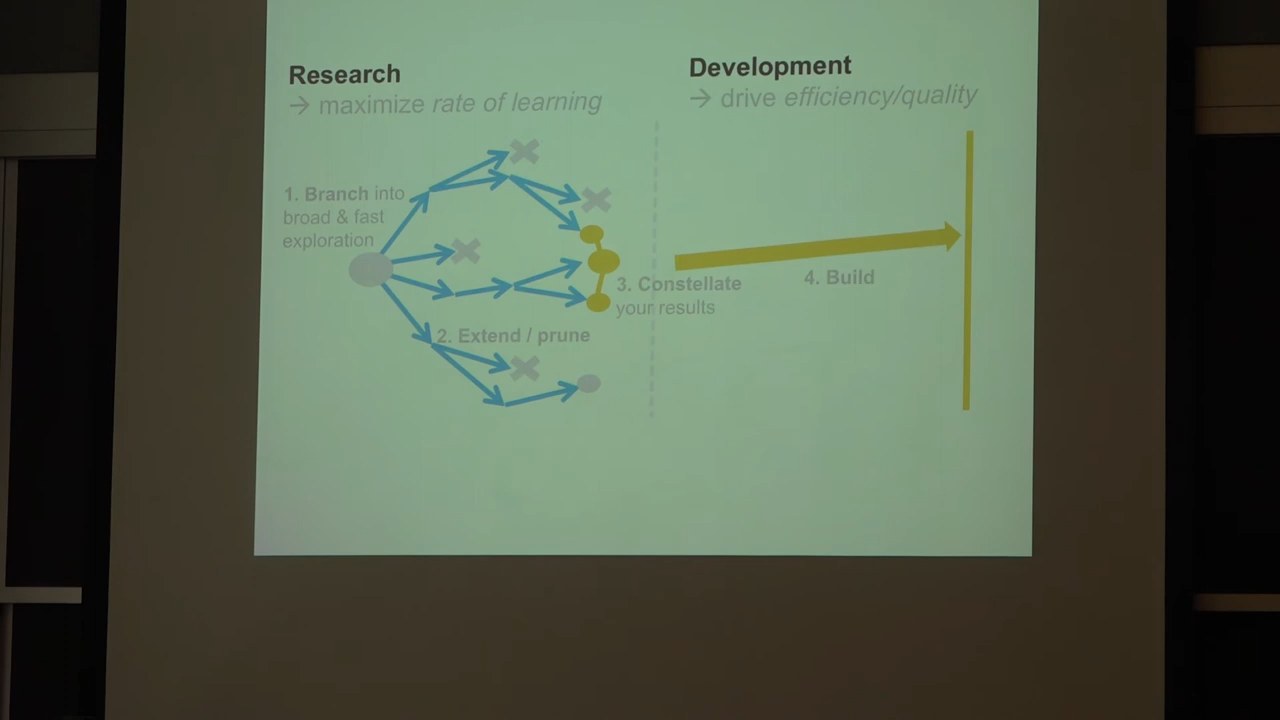 Research
→ maximize rate of learning
Development
→ drive efficiency/quality
1. Branch into
broad & fast
exploration
2. Extend / prune
3. Constellate
your results
4. Build